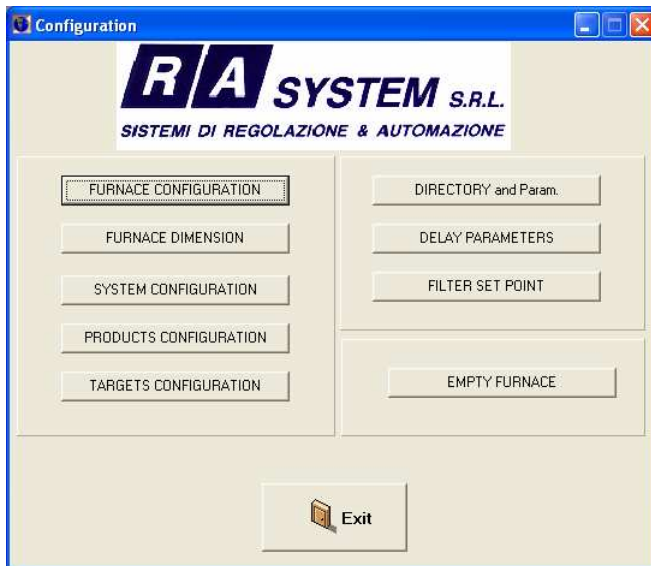 Configuration
RA SYSTEM S.R.L.
SISTEMI DI REGOLAZIONE & AUTOMAZIONE
FURNACE CONFIGURATION
FURNACE DIMENSION
SYSTEM CONFIGURATION
PRODUCTS CONFIGURATION
TARGETS CONFIGURATION
DIRECTORY and Param.
DELAY PARAMETERS
FILTER SET POINT
EMPTY FURNACE
Exit